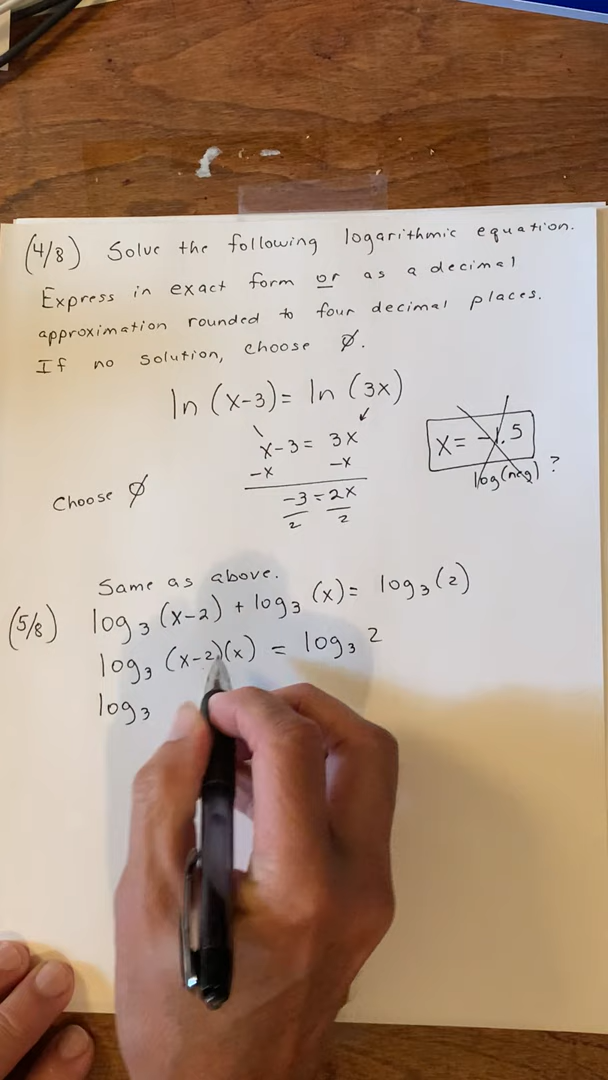 (4/8) Solve the following logarithmic equation.
Express in exact form or as a decimal
approximation rounded to four decimal places.
If no solution, choose ∅.
ln (x-3) = ln (3x)
x-3 = 3x
-x -x
-3 = 2x
2 2
x = -1.5
log(neg) ?
Choose ∅
Same as above.
(5/8) log₃ (x-2) + log₃ (x) = log₃ (2)
log₃ (x-2)(x) = log₃ 2
log₃